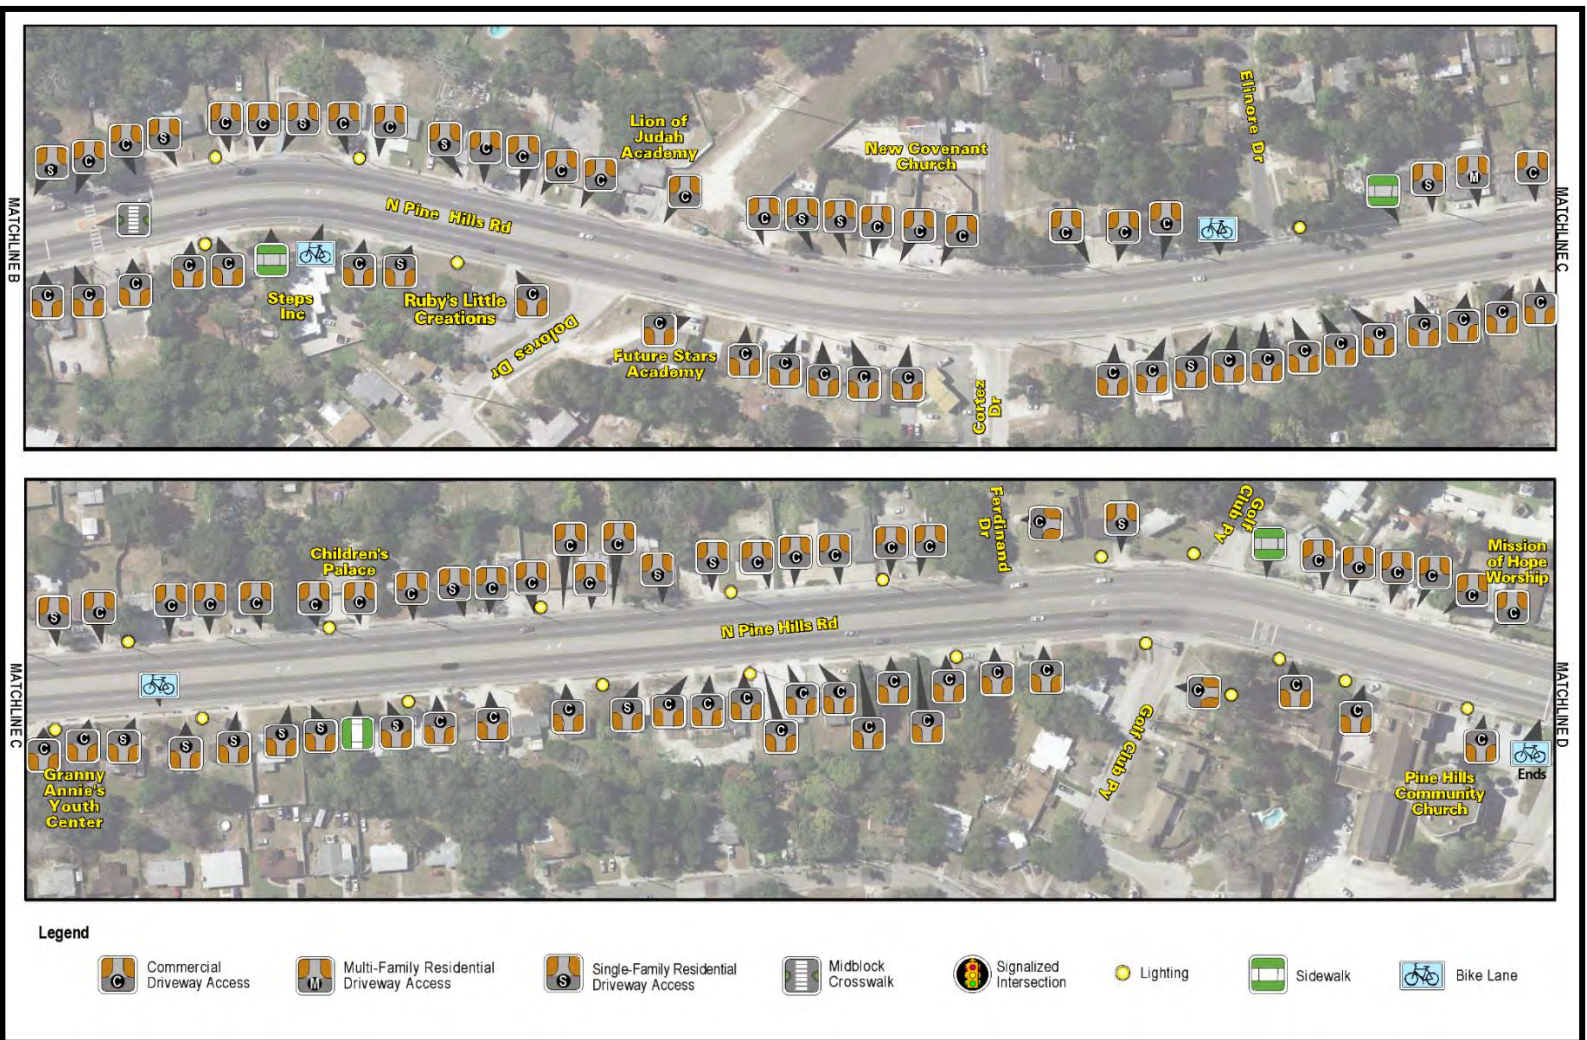 MATCHLINE B
Lion of
Judah
Academy
New Covenant
Church
Elinore Dr
N Pine Hills Rd
Steps
Inc
Ruby's Little
Creations
Dolores Dr
Future Stars
Academy
Cortez
Dr
MATCHLINE C
MATCHLINE C
Children's
Palace
Ferdinand
Dr
Golf
Club Py
Mission
of Hope
Worship
N Pine Hills Rd
Granny
Annie's
Youth
Center
Golf Club Py
Pine Hills
Community
Church
Ends
MATCHLINE D
Legend
C
Commercial
Driveway Access
M
Multi-Family Residential
Driveway Access
S
Single-Family Residential
Driveway Access
Midblock
Crosswalk
Signalized
Intersection
Lighting
Sidewalk
Bike Lane